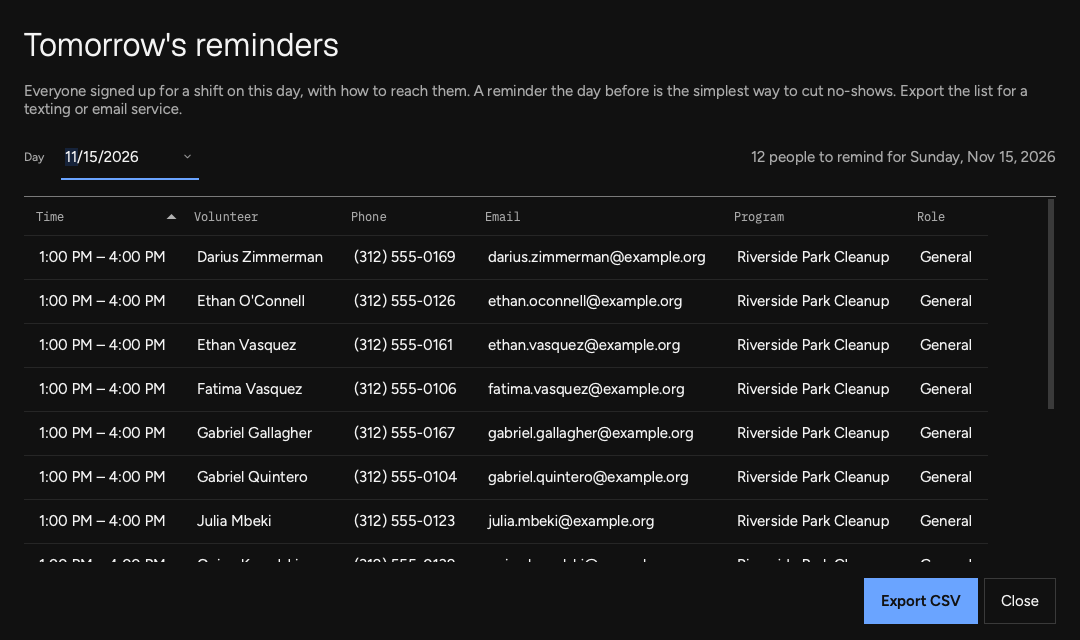 Tomorrow's reminders
Everyone signed up for a shift on this day, with how to reach them. A reminder the day before is the simplest way to cut no-shows. Export the list for a
texting or email service.
Day 11/15/2026 12 people to remind for Sunday, Nov 15, 2026
Time Volunteer Phone Email Program Role
1:00 PM – 4:00 PM Darius Zimmerman (312) 555-0169 darius.zimmerman@example.org Riverside Park Cleanup General
1:00 PM – 4:00 PM Ethan O'Connell (312) 555-0126 ethan.oconnell@example.org Riverside Park Cleanup General
1:00 PM – 4:00 PM Ethan Vasquez (312) 555-0161 ethan.vasquez@example.org Riverside Park Cleanup General
1:00 PM – 4:00 PM Fatima Vasquez (312) 555-0106 fatima.vasquez@example.org Riverside Park Cleanup General
1:00 PM – 4:00 PM Gabriel Gallagher (312) 555-0167 gabriel.gallagher@example.org Riverside Park Cleanup General
1:00 PM – 4:00 PM Gabriel Quintero (312) 555-0104 gabriel.quintero@example.org Riverside Park Cleanup General
1:00 PM – 4:00 PM Julia Mbeki (312) 555-0123 julia.mbeki@example.org Riverside Park Cleanup General
1:00 PM – 4:00 PM Riverside Park Cleanup General
Export CSV Close